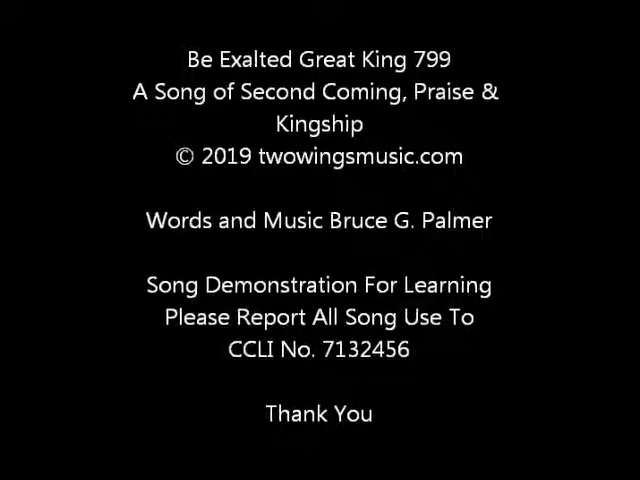 Be Exalted Great King 799
A Song of Second Coming, Praise &
Kingship
© 2019 twowingsmusic.com
Words and Music Bruce G. Palmer
Song Demonstration For Learning
Please Report All Song Use To
CCLI No. 7132456
Thank You